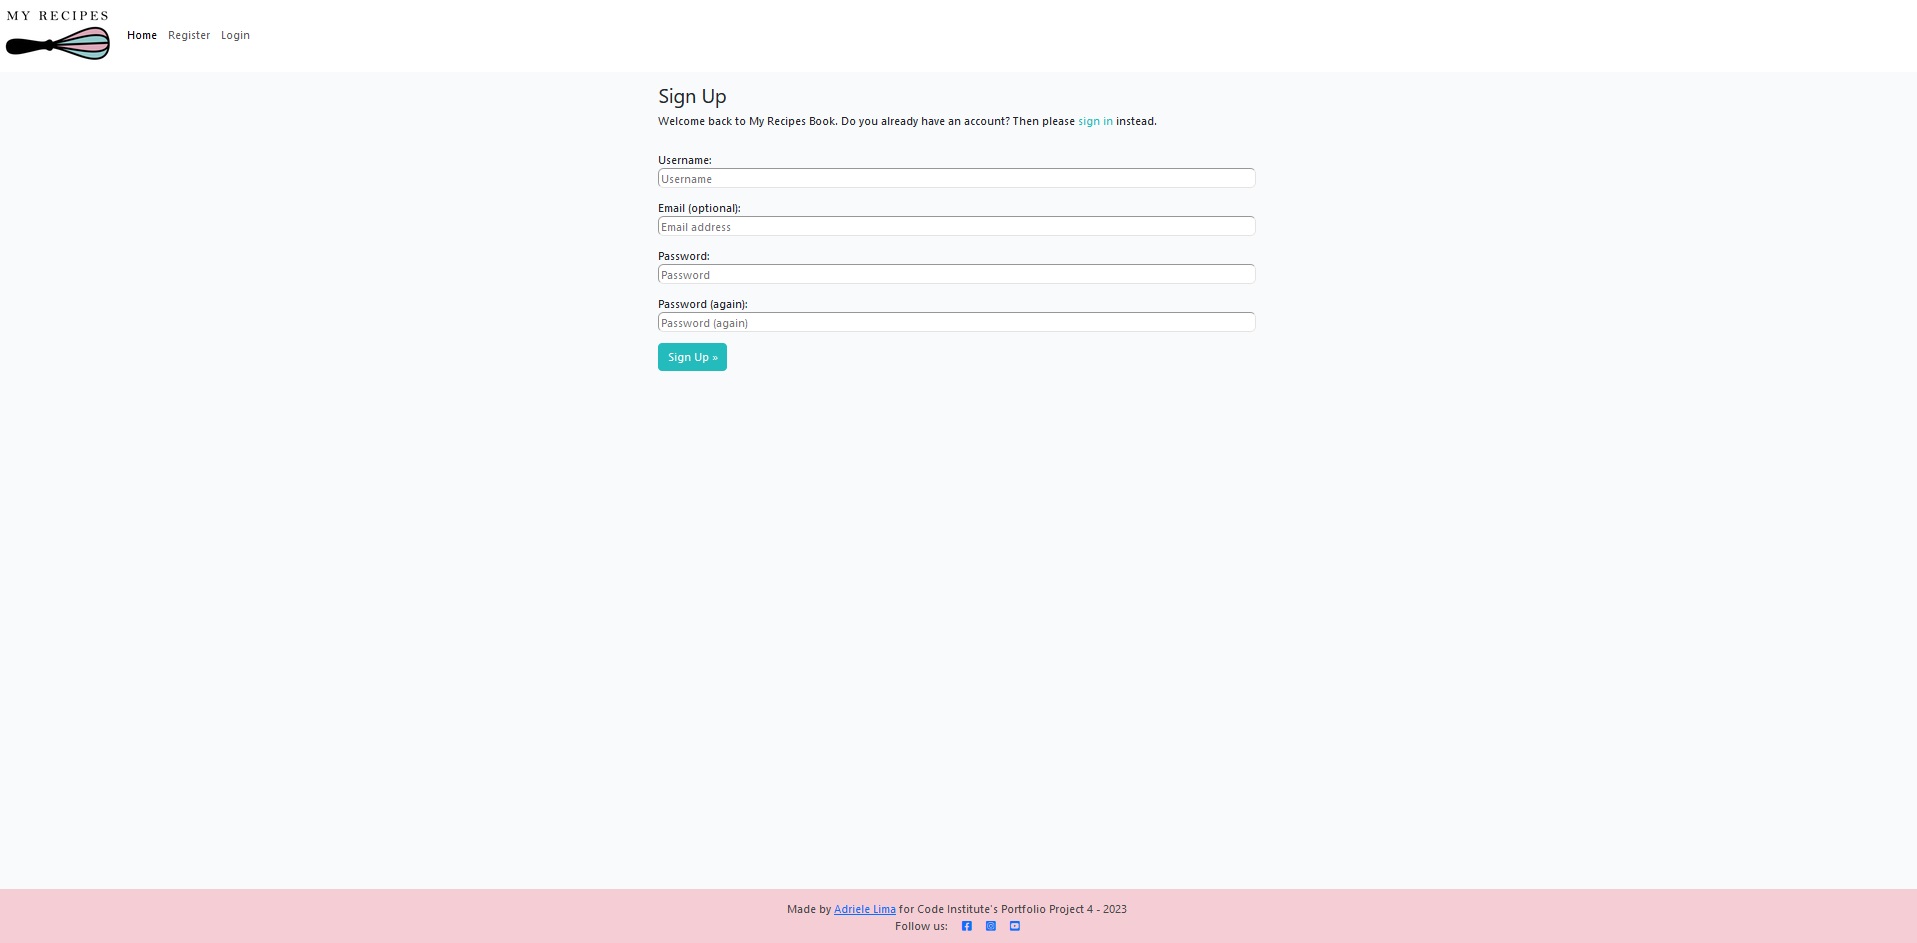 MY RECIPES
Home Register Login
Sign Up
Welcome back to My Recipes Book. Do you already have an account? Then please sign in instead.
Username:
Username
Email (optional):
Email address
Password:
Password
Password (again):
Password (again)
Sign Up »
Made by Adriele Lima for Code Institute's Portfolio Project 4 - 2023
Follow us: